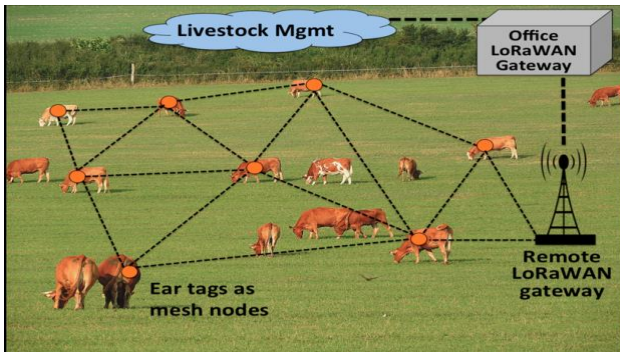 Livestock Mgmt
Office
LoRaWAN
Gateway
Remote
LoRaWAN
gateway
Ear tags as
mesh nodes